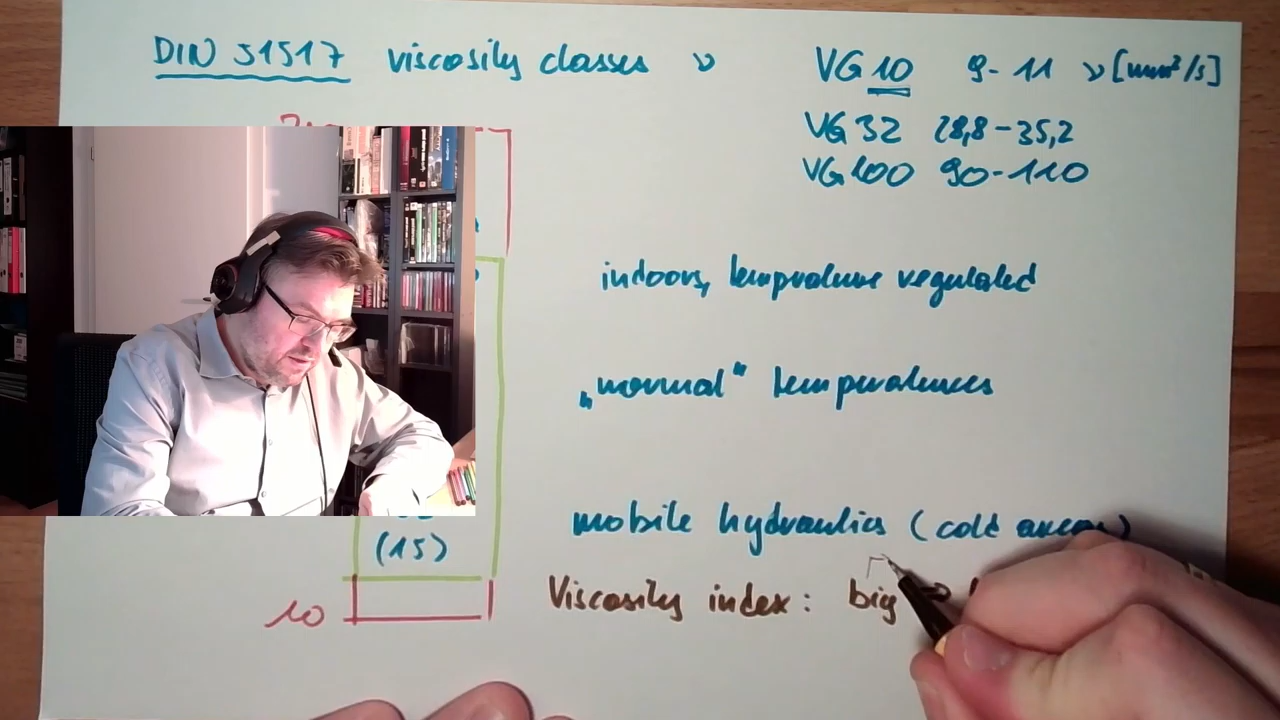 DIN 51517 viscosity classes ν
VG 10 9 - 11 ν [mm²/s]
VG 32 28,8 - 35,2
VG 100 90 - 110
indoors, temperature regulated
„normal“ temperatures
mobile hydraulics (cold areas)
(15)
Viscosity index: big
10